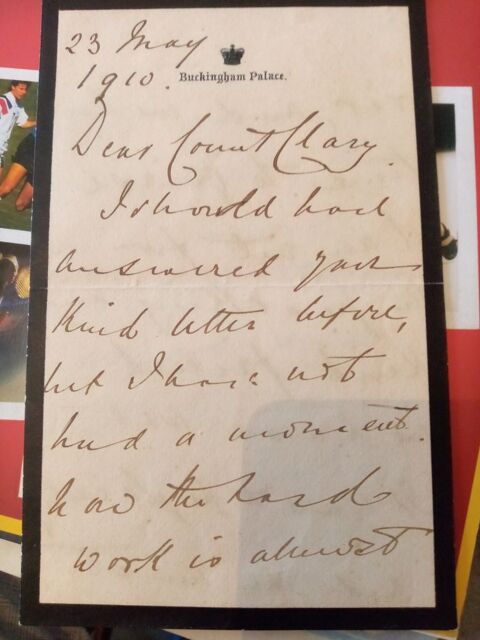 23 May
1910.
Buckingham Palace.
Dear Count Clary.
I should had
answered your
kind letter before,
but I have not
had a moment.
now the hard
work is almost